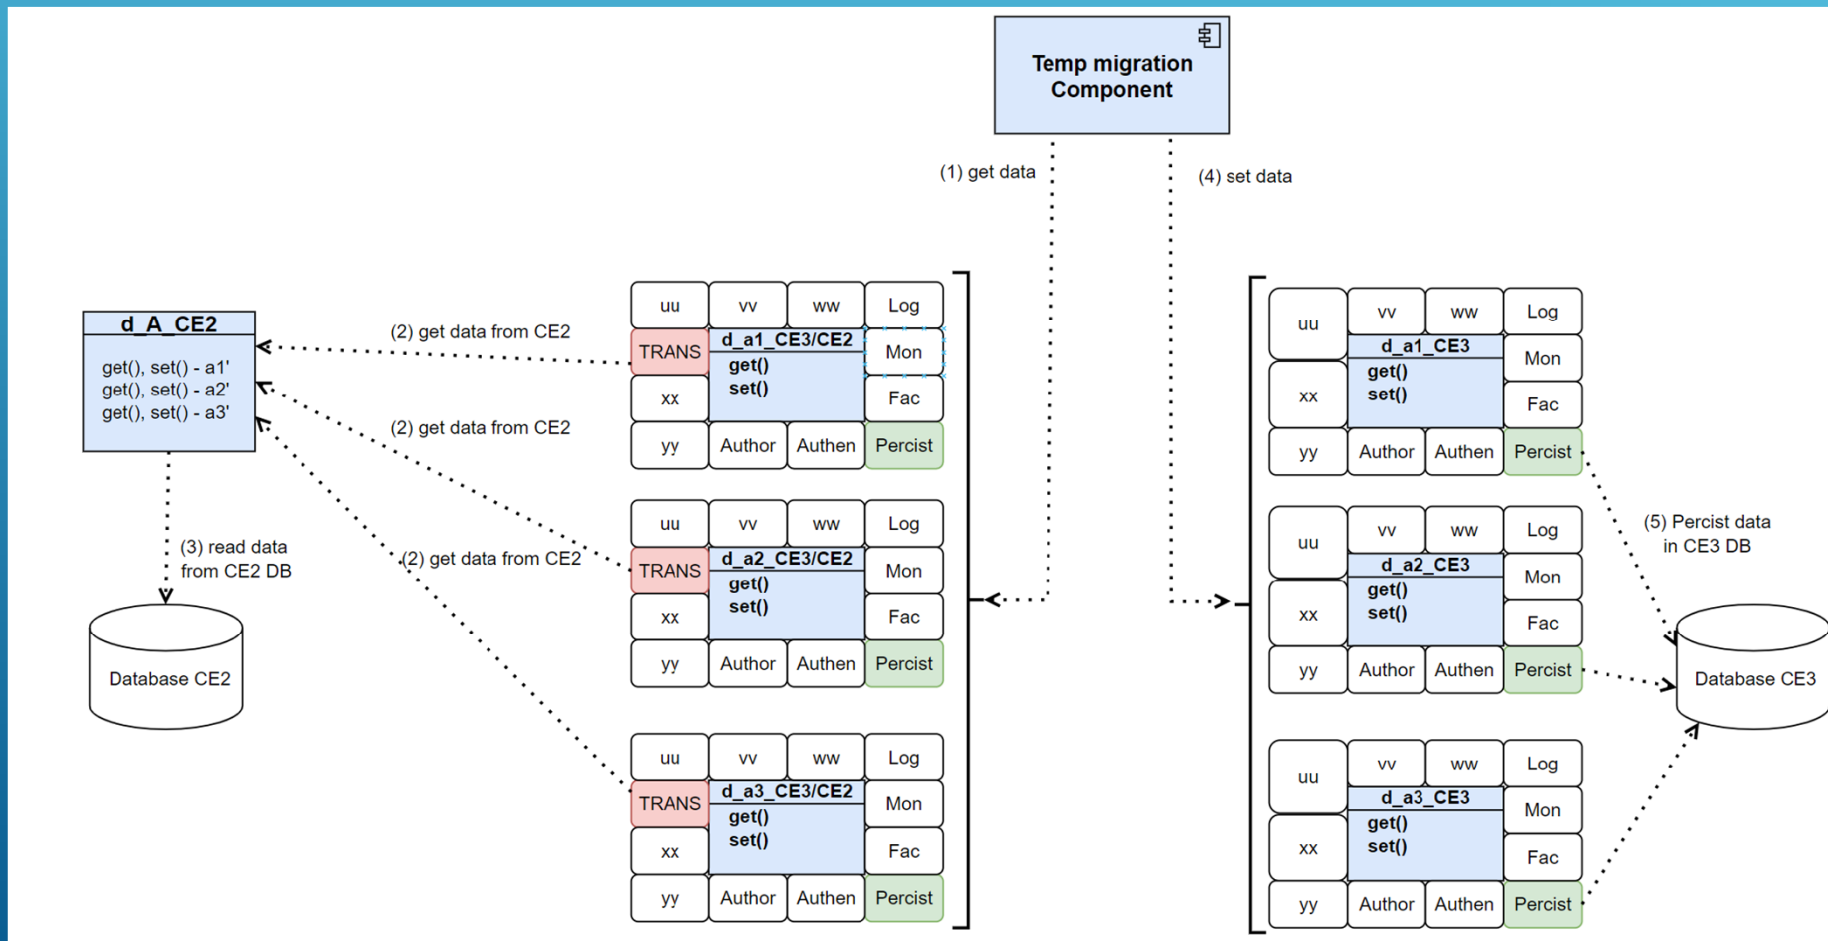 Temp migration
Component
(1) get data
(4) set data
d_A_CE2
get(), set() - a1'
get(), set() - a2'
get(), set() - a3'
(2) get data from CE2
(2) get data from CE2
(2) get data from CE2
(3) read data
from CE2 DB
Database CE2
uu vv ww Log
TRANS d_a1_CE3/CE2 Mon
get()
set()
xx Fac
yy Author Authen Percist
uu vv ww Log
TRANS d_a2_CE3/CE2 Mon
get()
set()
xx Fac
yy Author Authen Percist
uu vv ww Log
TRANS d_a3_CE3/CE2 Mon
get()
set()
xx Fac
yy Author Authen Percist
uu vv ww Log
d_a1_CE3 Mon
get()
set()
xx Fac
yy Author Authen Percist
uu vv ww Log
d_a2_CE3 Mon
get()
set()
xx Fac
yy Author Authen Percist
uu vv ww Log
d_a3_CE3 Mon
get()
set()
xx Fac
yy Author Authen Percist
(5) Percist data
in CE3 DB
Database CE3